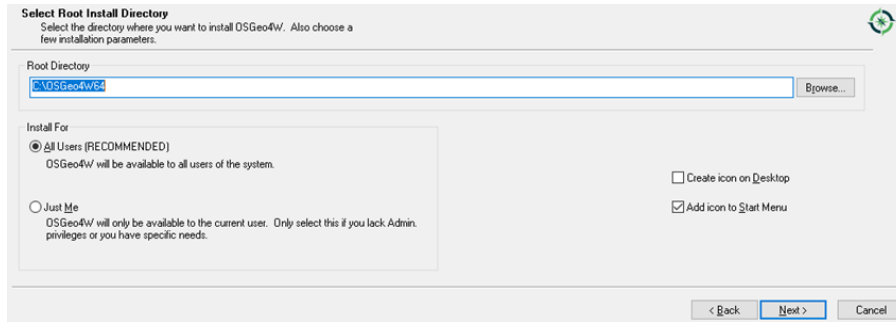 Select Root Install Directory
Select the directory where you want to install OSGeo4W. Also choose a
few installation parameters.
Root Directory
C:\OSGeo4W64
Browse...
Install For
All Users (RECOMMENDED)
OSGeo4W will be available to all users of the system.
Create icon on Desktop
Just Me
Add icon to Start Menu
OSGeo4W will only be available to the current user. Only select this if you lack Admin.
privileges or you have specific needs.
< Back
Next >
Cancel